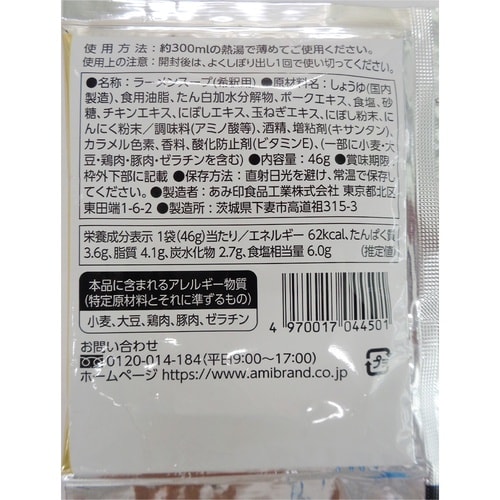 使用方法：約300mlの熱湯で薄めてご使用ください。
使用上の注意：開封後は、よくしぼり出し1回で使い切ってください。
●名称：ラーメンスープ(希釈用)●原材料名：しょうゆ(国内
製造)、食用油脂、たん白加水分解物、ポークエキス、食塩、砂
糖、チキンエキス、にぼしエキス、玉ねぎエキス、にぼし粉末、に
んにく粉末／調味料(アミノ酸等)、酒精、増粘剤(キサンタン)、
カラメル色素、香料、酸化防止剤(ビタミンE)、(一部に小麦・大
豆・鶏肉・豚肉・ゼラチンを含む)●内容量：46g●賞味期限：
枠外下部に記載●保存方法：直射日光を避け、常温で保存して
ください。●製造者：あみ印食品工業株式会社 東京都北区
東田端1-6-2 ●製造所：茨城県下妻市高道祖315-3
栄養成分表示 1袋(46g)当たり／エネルギー 62kcal、たんぱく質
3.6g、脂質 4.1g、炭水化物 2.7g、食塩相当量 6.0g (推定値)
本品に含まれるアレルギー物質
(特定原材料とそれに準ずるもの)
小麦、大豆、鶏肉、豚肉、ゼラチン
4 970017 044501
お問い合わせ
0120-014-184(平日9:00〜17:00)
ホームページ https://www.amibrand.co.jp